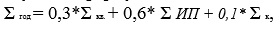 Σ год = 0,3*Σ кв. + 0,6* Σ ИП + 0,1* Σ к,